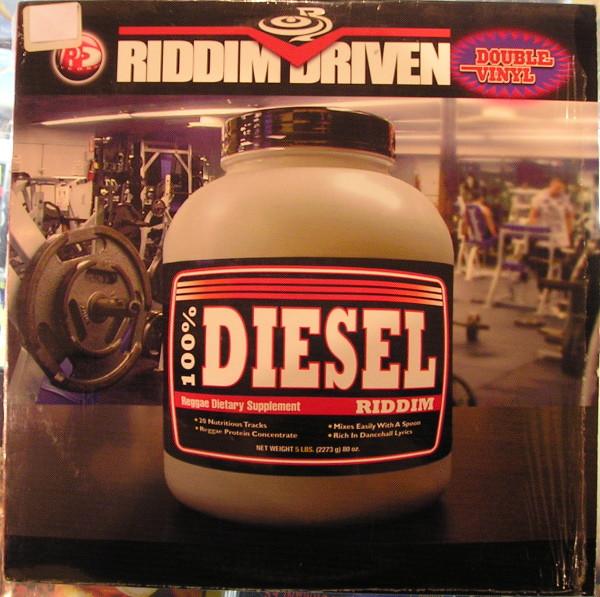 RIDDIM DRIVEN
DOUBLE
VINYL
100%
DIESEL
Reggae Dietary Supplement
RIDDIM
• 20 Nutritious Tracks
• Reggae Protein Concentrate
• Mixes Easily With A Spoon
• Rich In Dancehall Lyrics
NET WEIGHT 5 LBS. (2273 g) 80 oz.